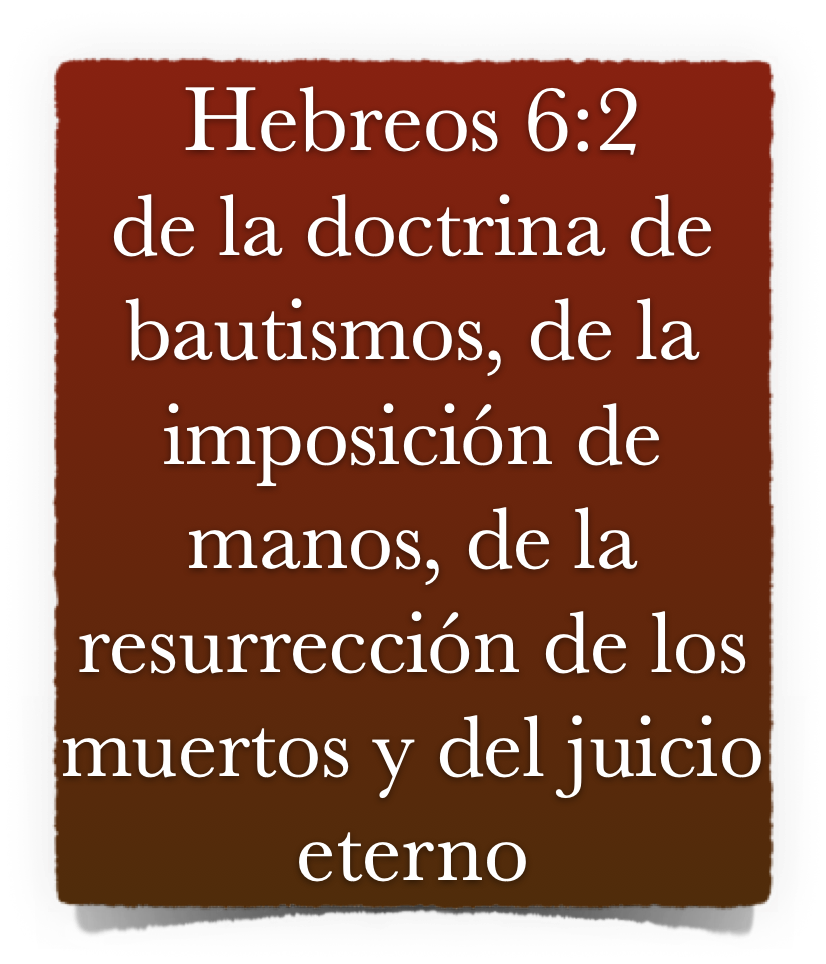 Hebreos 6:2
de la doctrina de
bautismos, de la
imposición de
manos, de la
resurrección de los
muertos y del juicio
eterno